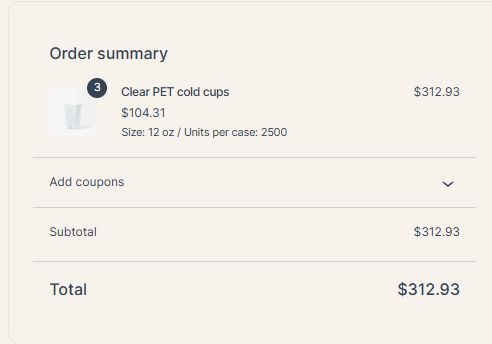 Order summary
3
Clear PET cold cups $312.93
$104.31
Size: 12 oz / Units per case: 2500
Add coupons
Subtotal $312.93
Total $312.93